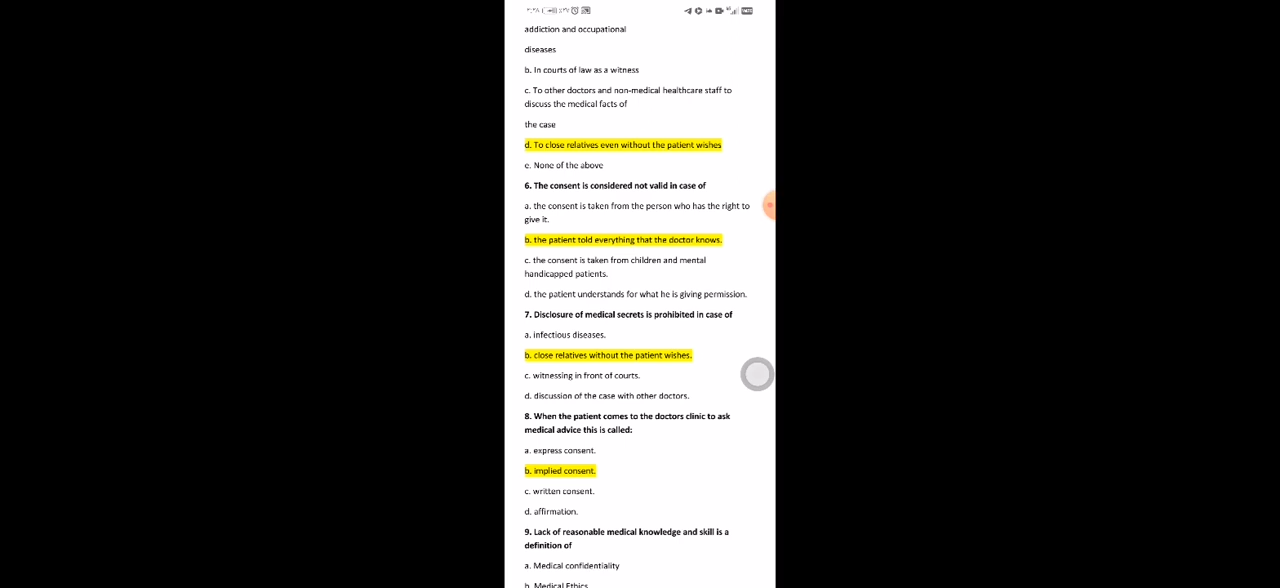 addiction and occupational
diseases
b. In courts of law as a witness
c. To other doctors and non-medical healthcare staff to
discuss the medical facts of
the case
d. To close relatives even without the patient wishes
e. None of the above
6. The consent is considered not valid in case of
a. the consent is taken from the person who has the right to
give it.
b. the patient told everything that the doctor knows.
c. the consent is taken from children and mental
handicapped patients.
d. the patient understands for what he is giving permission.
7. Disclosure of medical secrets is prohibited in case of
a. infectious diseases.
b. close relatives without the patient wishes.
c. witnessing in front of courts.
d. discussion of the case with other doctors.
8. When the patient comes to the doctors clinic to ask
medical advice this is called:
a. express consent.
b. implied consent.
c. written consent.
d. affirmation.
9. Lack of reasonable medical knowledge and skill is a
definition of
a. Medical confidentiality
b. Medical Ethics